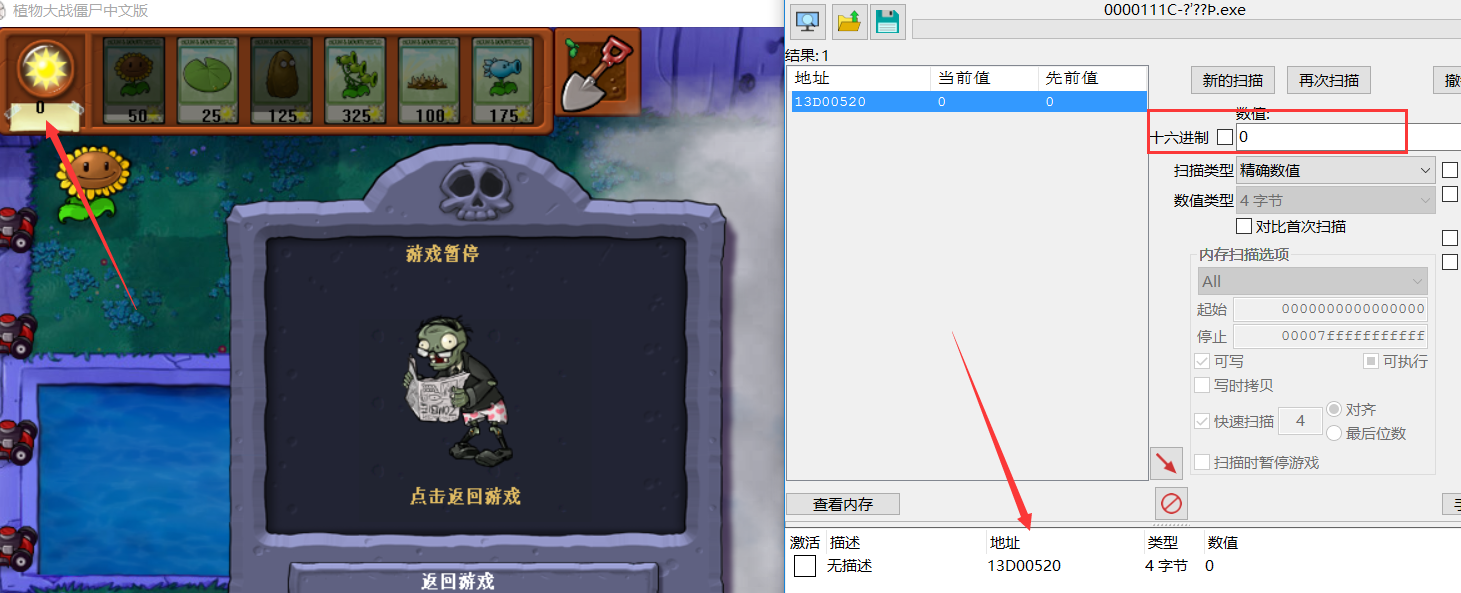 植物大战僵尸中文版
0
50
25
125
325
100
175
游戏暂停
点击返回游戏
返回游戏
0000111C-?'??Þ.exe
结果: 1
地址 当前值 先前值
13D00520 0 0
新的扫描 再次扫描
数值:
十六进制 0
扫描类型 精确数值
数值类型 4 字节
对比首次扫描
内存扫描选项
All
起始 0000000000000000
停止 00007fffffffffff
可写 可执行
写时拷贝
快速扫描 4 对齐
最后位数
扫描时暂停游戏
查看内存
激活 描述 地址 类型 数值
无描述 13D00520 4 字节 0